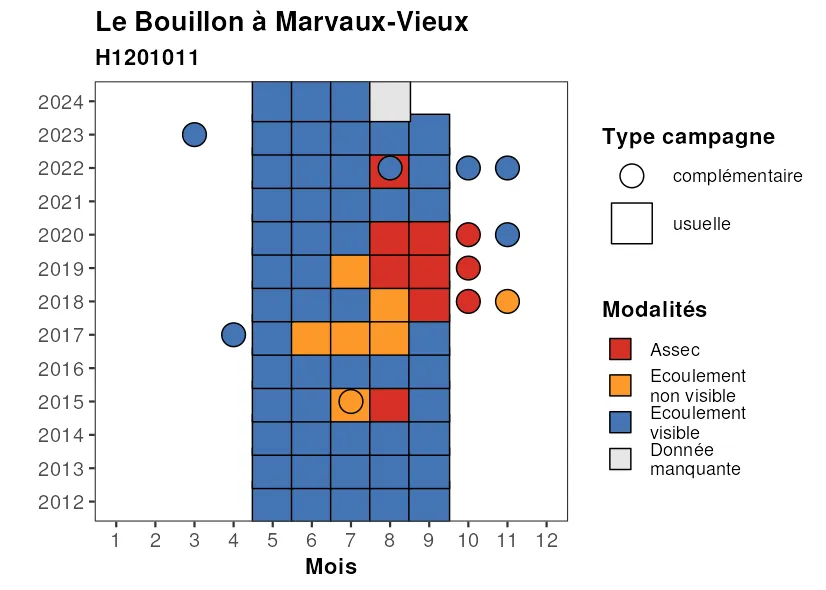 Le Bouillon à Marvaux-Vieux
H1201011
2024
2023
2022
2021
2020
2019
2018
2017
2016
2015
2014
2013
2012
1 2 3 4 5 6 7 8 9 10 11 12
Mois
Type campagne
complémentaire
usuelle
Modalités
Assec
Ecoulement
non visible
Ecoulement
visible
Donnée
manquante